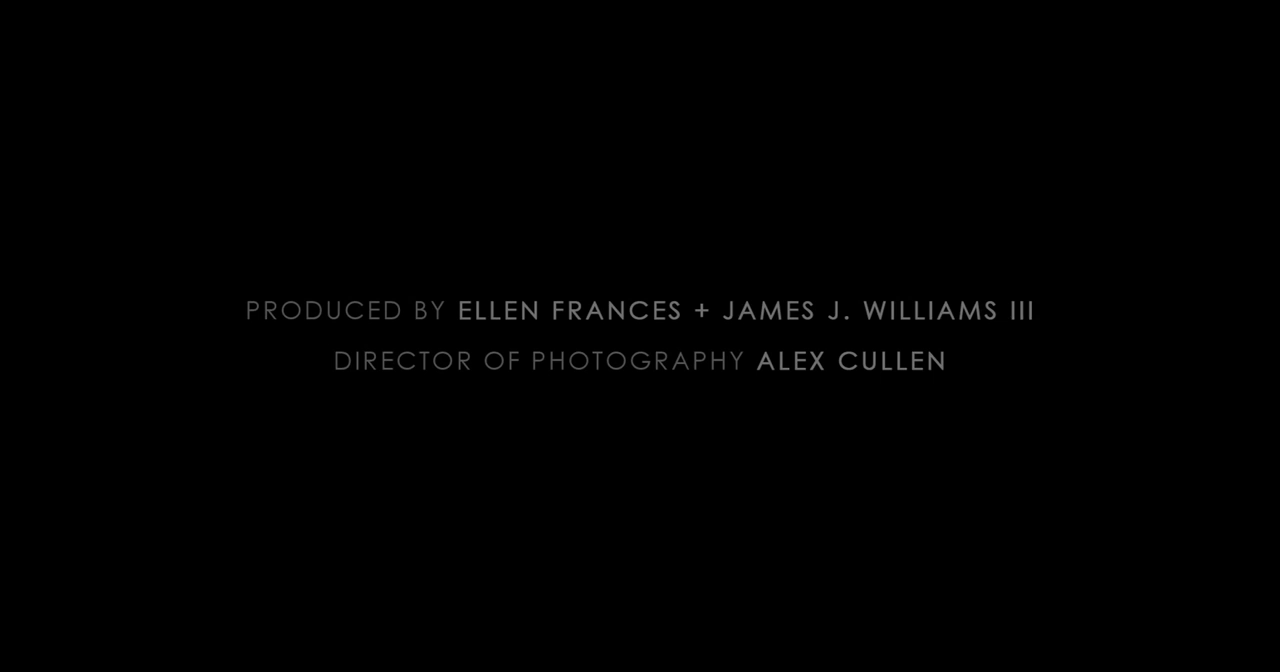 PRODUCED BY ELLEN FRANCES + JAMES J. WILLIAMS III
DIRECTOR OF PHOTOGRAPHY ALEX CULLEN